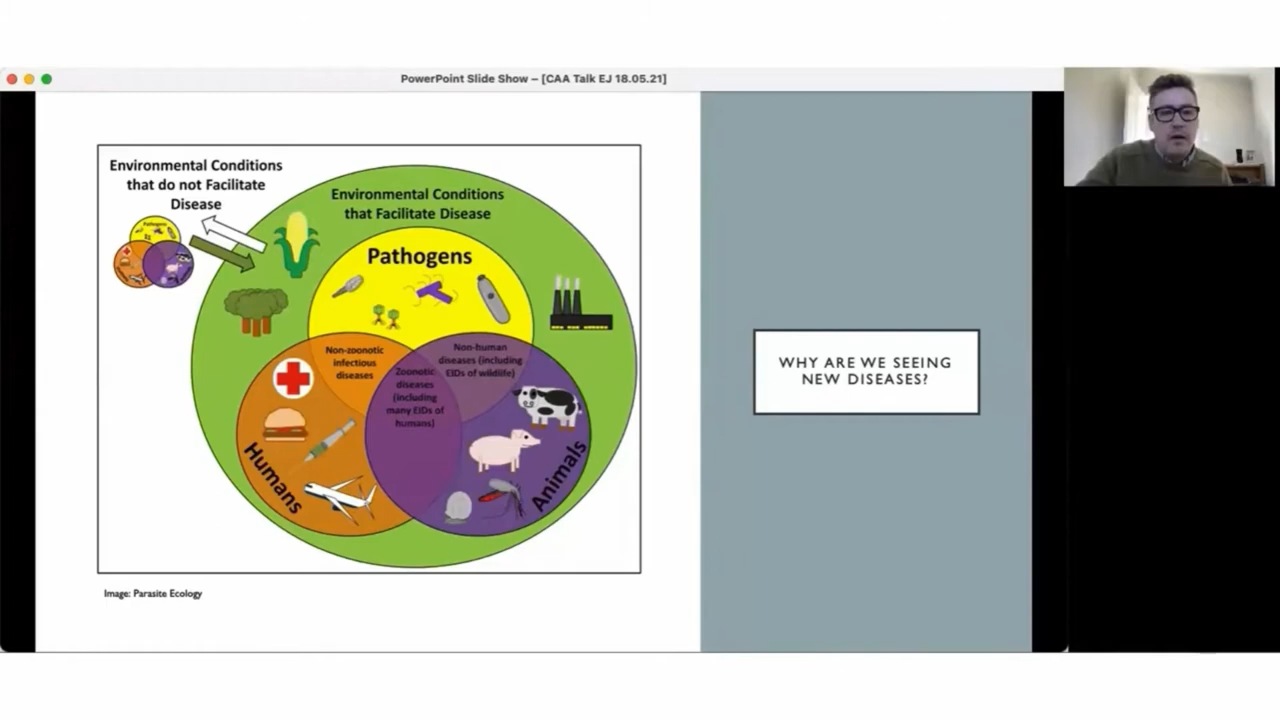 PowerPoint Slide Show – [CAA Talk EJ 18.05.21]
Environmental Conditions
that do not Facilitate
Disease
Pathogens
Environmental Conditions
that Facilitate Disease
Pathogens
Non-zoonotic
infectious
diseases
Non-human
diseases (including
EIDs of wildlife)
Zoonotic
diseases
(including
many EIDs of
humans)
Humans
Animals
Image: Parasite Ecology
WHY ARE WE SEEING
NEW DISEASES?